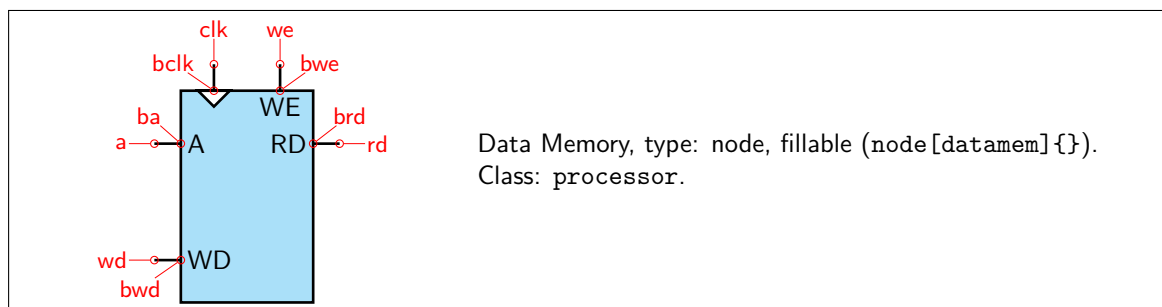 clk we
bclk bwe
WE
ba brd
a A RD rd
Data Memory, type: node, fillable (node[datamem]{}).
Class: processor.
wd WD
bwd